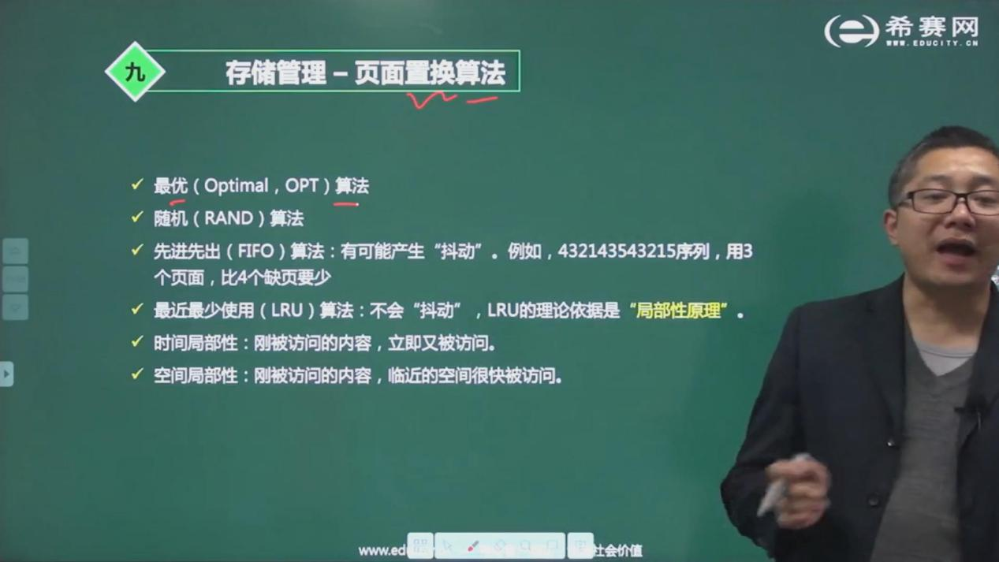 希赛网
WWW.EDUCITY.CN
九
存储管理 – 页面置换算法
最优（Optimal，OPT）算法
随机（RAND）算法
先进先出（FIFO）算法：有可能产生“抖动”。例如，432143543215序列，用3
个页面，比4个缺页要少
最近最少使用（LRU）算法：不会“抖动”，LRU的理论依据是“局部性原理”。
时间局部性：刚被访问的内容，立即又被访问。
空间局部性：刚被访问的内容，临近的空间很快被访问。
www.ed
社会价值